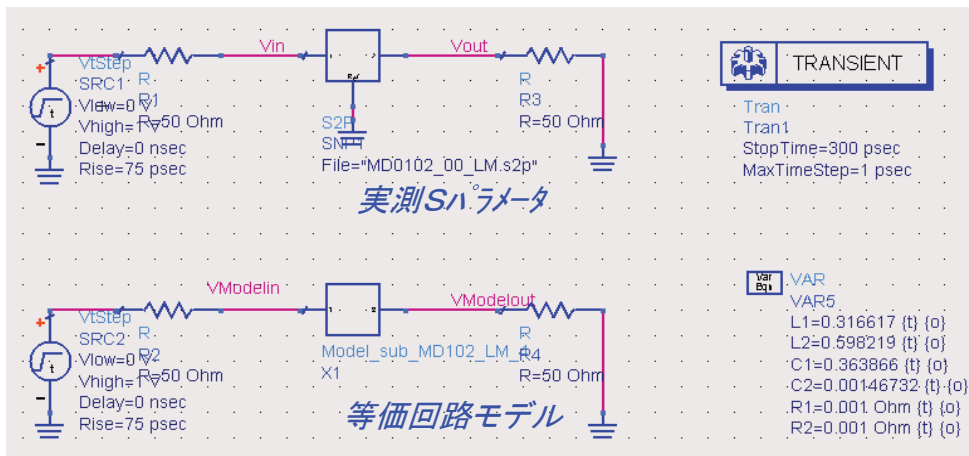 Vin
Vout
VtStep
SRC1
Vlow=0 V
Vhigh=1 V
Delay=0 nsec
Rise=75 psec
R
R1
R=50 Ohm
S2P
SNP1
File="MD0102_00_LM.s2p"
Ref
R
R3
R=50 Ohm
TRANSIENT
Tran
Tran1
StopTime=300 psec
MaxTimeStep=1 psec
実測Sパラメータ
VModelin
VModelout
VtStep
SRC2
Vlow=0 V
Vhigh=1 V
Delay=0 nsec
Rise=75 psec
R
R2
R=50 Ohm
1
2
Model_sub_MD102_LM_4
X1
R
R4
R=50 Ohm
等価回路モデル
Var
Eqn
VAR
VAR5
L1=0.316617 {t} {o}
L2=0.598219 {t} {o}
C1=0.363866 {t} {o}
C2=0.00146732 {t} {o}
R1=0.001 Ohm {t} {o}
R2=0.001 Ohm {t} {o}